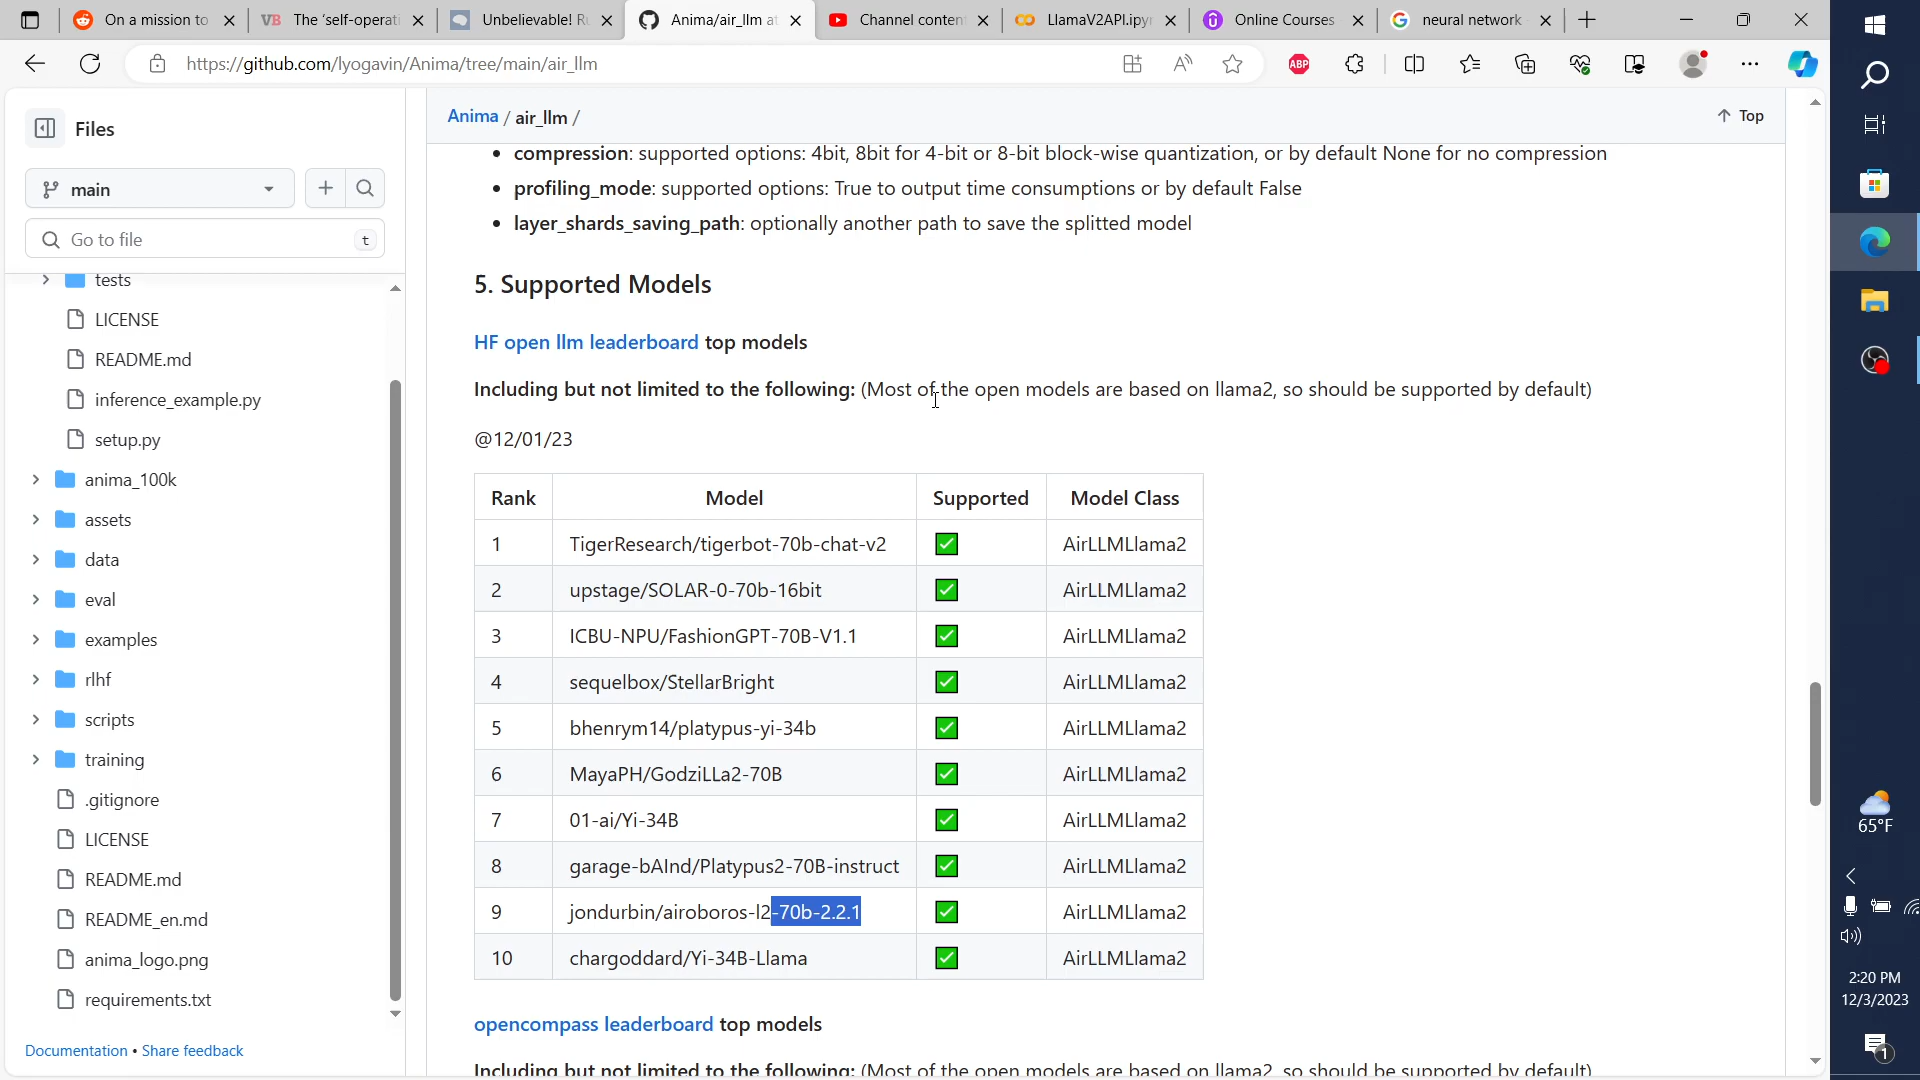 On a mission to
The ‘self-operati
Unbelievable! R
Anima/air_llm at
Channel content
LlamaV2API.ipy
Online Courses
neural network
https://github.com/lyogavin/Anima/tree/main/air_llm
ABP
Files
main
Go to file
t
tests
LICENSE
README.md
inference_example.py
setup.py
anima_100k
assets
data
eval
examples
rlhf
scripts
training
.gitignore
LICENSE
README.md
README_en.md
anima_logo.png
requirements.txt
Documentation • Share feedback
Anima / air_llm /
Top
• compression: supported options: 4bit, 8bit for 4-bit or 8-bit block-wise quantization, or by default None for no compression
• profiling_mode: supported options: True to output time consumptions or by default False
• layer_shards_saving_path: optionally another path to save the splitted model
5. Supported Models
HF open llm leaderboard top models
Including but not limited to the following: (Most of the open models are based on llama2, so should be supported by default)
@12/01/23
Rank Model Supported Model Class
1 TigerResearch/tigerbot-70b-chat-v2 ✅ AirLLMLlama2
2 upstage/SOLAR-0-70b-16bit ✅ AirLLMLlama2
3 ICBU-NPU/FashionGPT-70B-V1.1 ✅ AirLLMLlama2
4 sequelbox/StellarBright ✅ AirLLMLlama2
5 bhenrym14/platypus-yi-34b ✅ AirLLMLlama2
6 MayaPH/GodziLLa2-70B ✅ AirLLMLlama2
7 01-ai/Yi-34B ✅ AirLLMLlama2
8 garage-bAInd/Platypus2-70B-instruct ✅ AirLLMLlama2
9 jondurbin/airoboros-l2-70b-2.2.1 ✅ AirLLMLlama2
10 chargoddard/Yi-34B-Llama ✅ AirLLMLlama2
opencompass leaderboard top models
Including but not limited to the following: (Most of the open models are based on llama2, so should be supported by default)
65°F
2:20 PM
12/3/2023
1